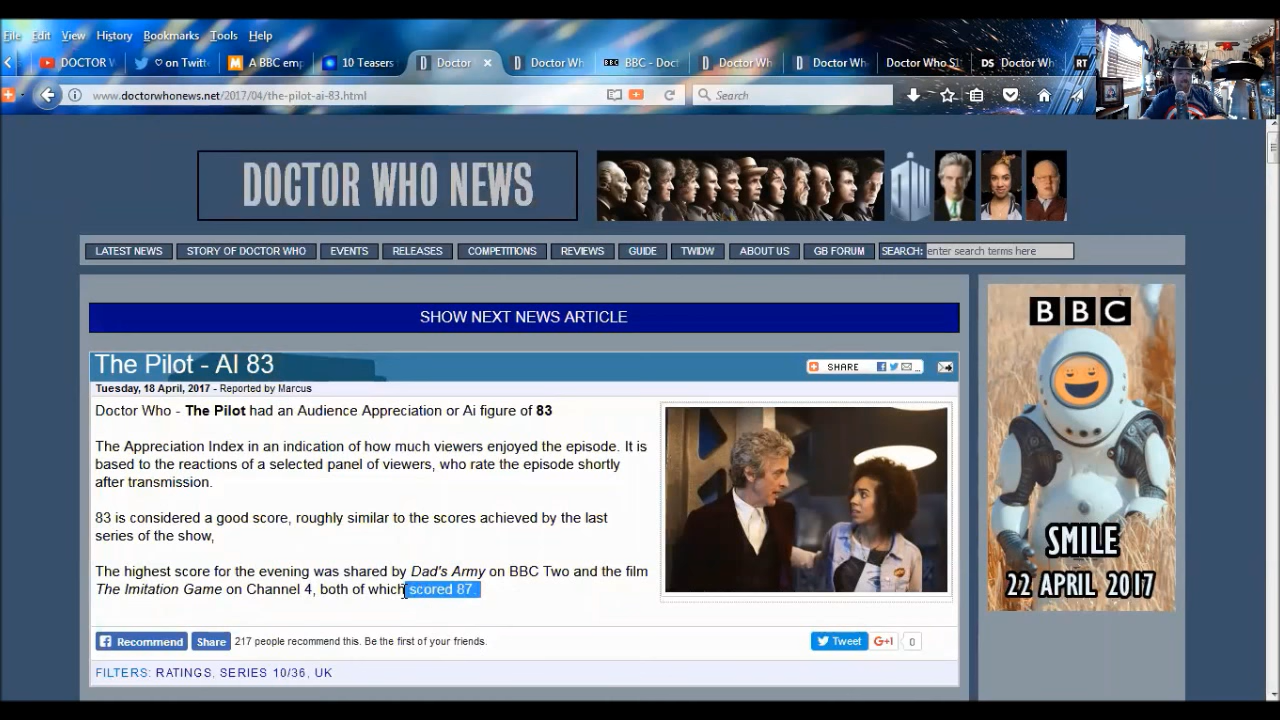 File Edit View History Bookmarks Tools Help
DOCTOR W
♡ on Twitt
A BBC emp
10 Teasers
Doctor
Doctor Wh
BBC - Doct
Doctor Wh
Doctor Wh
Doctor Who S1
Doctor Wh
www.doctorwhonews.net/2017/04/the-pilot-ai-83.html
Search
DOCTOR WHO NEWS
LATEST NEWS STORY OF DOCTOR WHO EVENTS RELEASES COMPETITIONS REVIEWS GUIDE TWIDW ABOUT US GB FORUM SEARCH: enter search terms here
SHOW NEXT NEWS ARTICLE
The Pilot - AI 83
SHARE
Tuesday, 18 April, 2017 - Reported by Marcus
Doctor Who - The Pilot had an Audience Appreciation or Ai figure of 83
The Appreciation Index in an indication of how much viewers enjoyed the episode. It is
based to the reactions of a selected panel of viewers, who rate the episode shortly
after transmission.
83 is considered a good score, roughly similar to the scores achieved by the last
series of the show,
The highest score for the evening was shared by Dad's Army on BBC Two and the film
The Imitation Game on Channel 4, both of which scored 87.
Recommend Share 217 people recommend this. Be the first of your friends.
Tweet G+1 0
FILTERS: RATINGS, SERIES 10/36, UK
BBC
SMILE
22 APRIL 2017